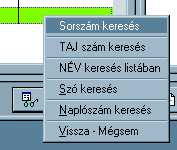 Sorszám keresés
TAJ szám keresés
NÉV keresés listában
Szó keresés
Naplószám keresés
Vissza - Mégsem